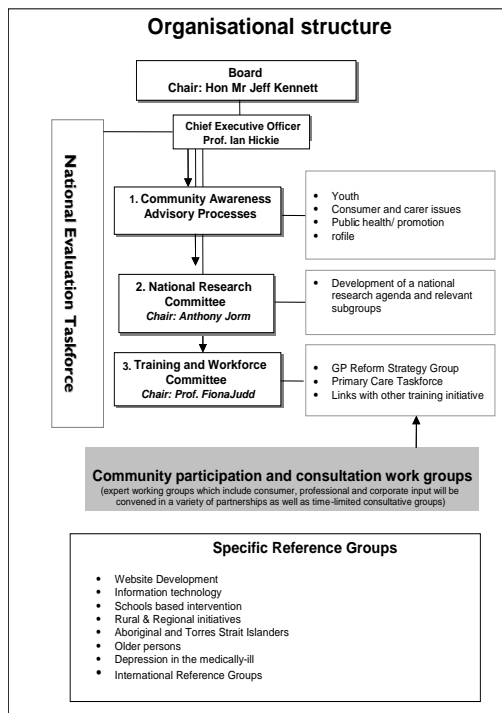 Organisational structure
Board
Chair: Hon Mr Jeff Kennett
Chief Executive Officer
Prof. Ian Hickie
National Evaluation Taskforce
1. Community Awareness
Advisory Processes
• Youth
• Consumer and carer issues
• Public health/ promotion
• rofile
2. National Research
Committee
Chair: Anthony Jorm
• Development of a national
research agenda and relevant
subgroups
3. Training and Workforce
Committee
Chair: Prof. FionaJudd
• GP Reform Strategy Group
• Primary Care Taskforce
• Links with other training initiative
Community participation and consultation work groups
(expert working groups which include consumer, professional and corporate input will be
convened in a variety of partnerships as well as time-limited consultative groups)
Specific Reference Groups
• Website Development
• Information technology
• Schools based intervention
• Rural & Regional initiatives
• Aboriginal and Torres Strait Islanders
• Older persons
• Depression in the medically-ill
• International Reference Groups